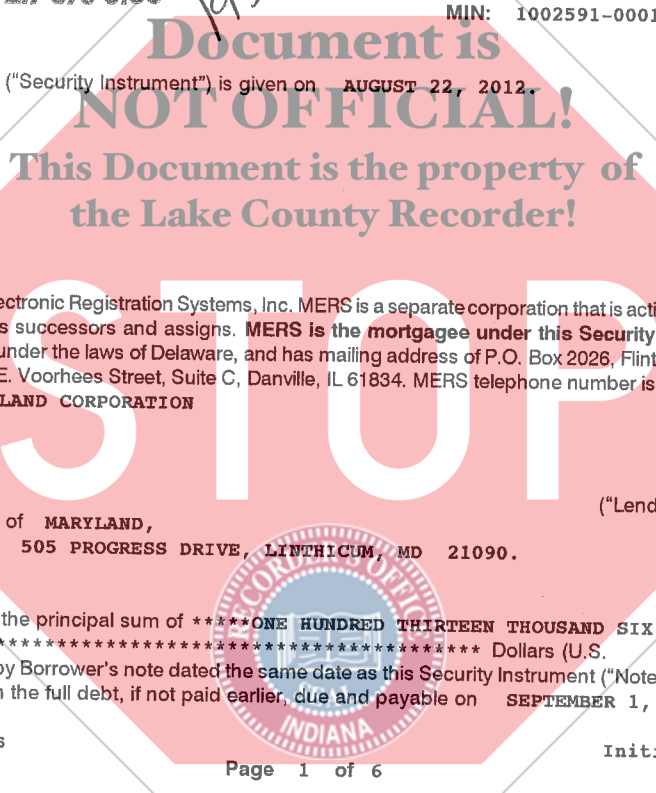 MIN: 1002591-0001
Document is
("Security Instrument") is given on AUGUST 22, 2012.
NOT OFFICIAL!
This Document is the property of
the Lake County Recorder!
STOP
ectronic Registration Systems, Inc. MERS is a separate corporation that is acti
s successors and assigns. MERS is the mortgagee under this Security
under the laws of Delaware, and has mailing address of P.O. Box 2026, Flint
E. Voorhees Street, Suite C, Danville, IL 61834. MERS telephone number is
LAND CORPORATION
("Lend
of MARYLAND,
505 PROGRESS DRIVE, LINTHICUM, MD 21090.
RECORDER'S OFFICE
the principal sum of *****ONE HUNDRED THIRTEEN THOUSAND SIX
**************************************** Dollars (U.S.
by Borrower's note dated the same date as this Security Instrument ("Note
n the full debt, if not paid earlier, due and payable on SEPTEMBER 1,
INDIANA
s
Initi
Page 1 of 6